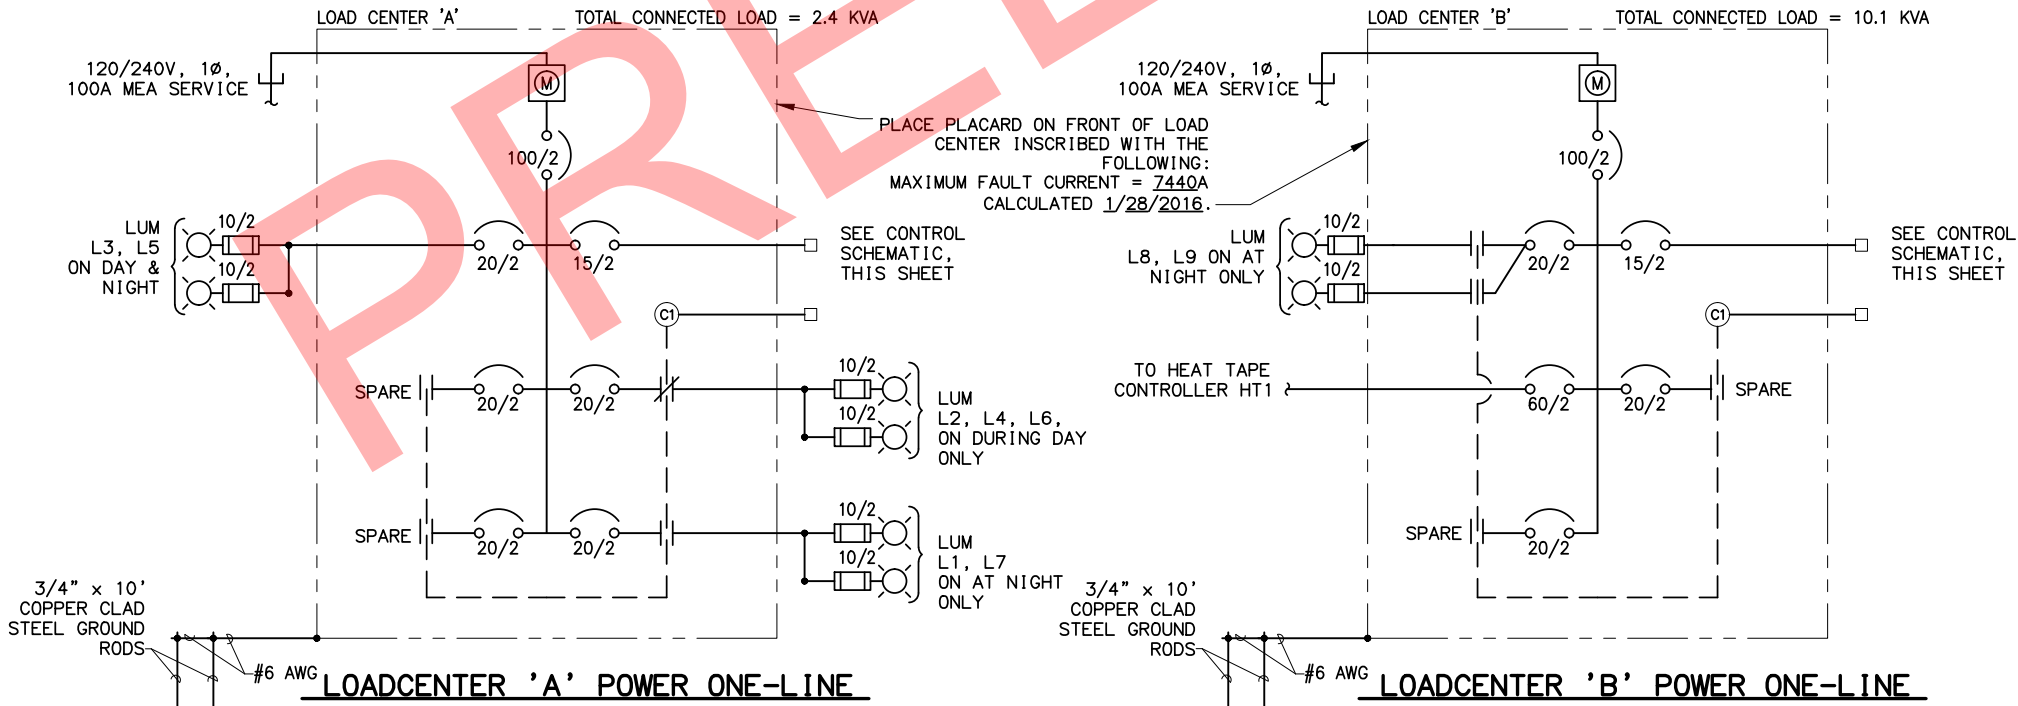 LOAD CENTER 'A' TOTAL CONNECTED LOAD = 2.4 KVA
120/240V, 1Ø,
100A MEA SERVICE
M
100/2
PLACE PLACARD ON FRONT OF LOAD
CENTER INSCRIBED WITH THE
FOLLOWING:
MAXIMUM FAULT CURRENT = 7440A
CALCULATED 1/28/2016.
LUM
L3, L5
ON DAY &
NIGHT
10/2
10/2
20/2
15/2
SEE CONTROL
SCHEMATIC,
THIS SHEET
C1
SPARE
20/2
20/2
10/2
10/2
LUM
L2, L4, L6,
ON DURING DAY
ONLY
SPARE
20/2
20/2
10/2
10/2
LUM
L1, L7
ON AT NIGHT
ONLY
3/4" x 10'
COPPER CLAD
STEEL GROUND
RODS
#6 AWG
LOADCENTER 'A' POWER ONE-LINE
LOAD CENTER 'B' TOTAL CONNECTED LOAD = 10.1 KVA
120/240V, 1Ø,
100A MEA SERVICE
M
100/2
LUM
L8, L9 ON AT
NIGHT ONLY
10/2
10/2
20/2
15/2
SEE CONTROL
SCHEMATIC,
THIS SHEET
C1
TO HEAT TAPE
CONTROLLER HT1
60/2
20/2
SPARE
SPARE
20/2
3/4" x 10'
COPPER CLAD
STEEL GROUND
RODS
#6 AWG
LOADCENTER 'B' POWER ONE-LINE
PRE